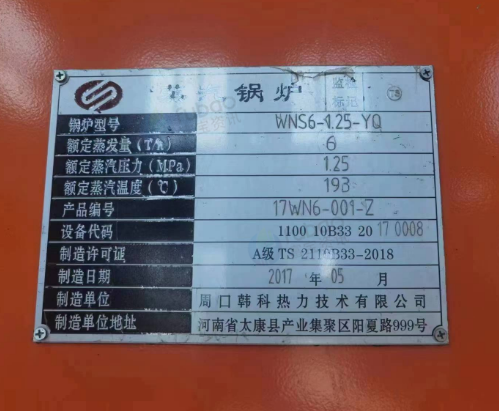 锅炉
监检
标记
TS
锅炉型号 WNS6-1.25-YQ
额定蒸发量(T/h) 6
额定蒸汽压力(MPa) 1.25
额定蒸汽温度(℃) 193
产品编号 17WN6-001-Z
设备代码 1100 10B33 20 17 0008
制造许可证 A级 TS 2110B33-2018
制造日期 2017 年 05 月
制造单位 周口韩科热力技术有限公司
制造单位地址 河南省太康县产业集聚区阳夏路999号